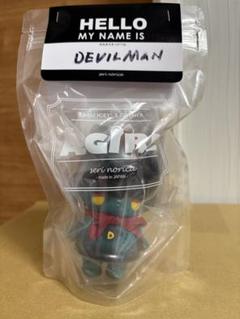 HELLO
MY NAME IS
DEVILMAN
seri norica
AGIRL
seri norica
made in JAPAN
D